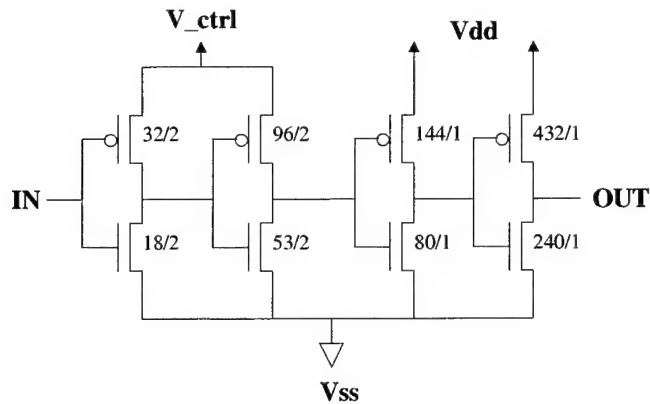 V_ctrl
Vdd
32/2
96/2
144/1
432/1
IN
OUT
18/2
53/2
80/1
240/1
Vss